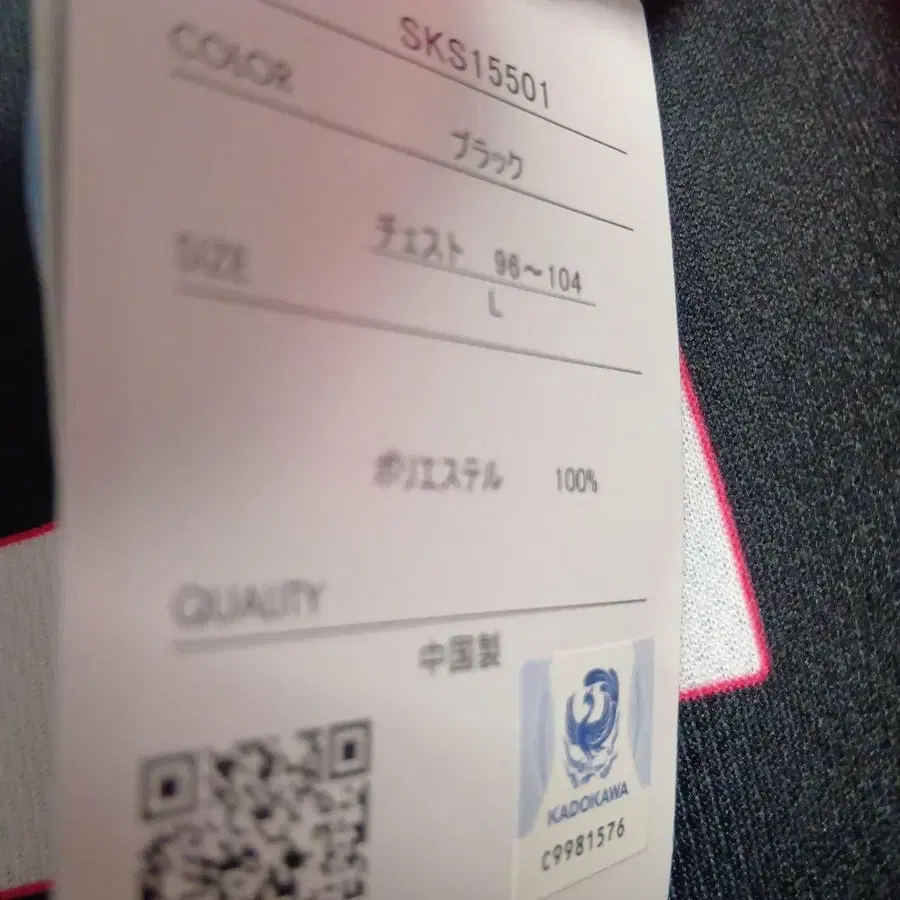 SKS15501
COLOR
ブラック
チェスト 96～104
SIZE
L
ポリエステル 100%
QUALITY
中国製
KADOKAWA
C9981576